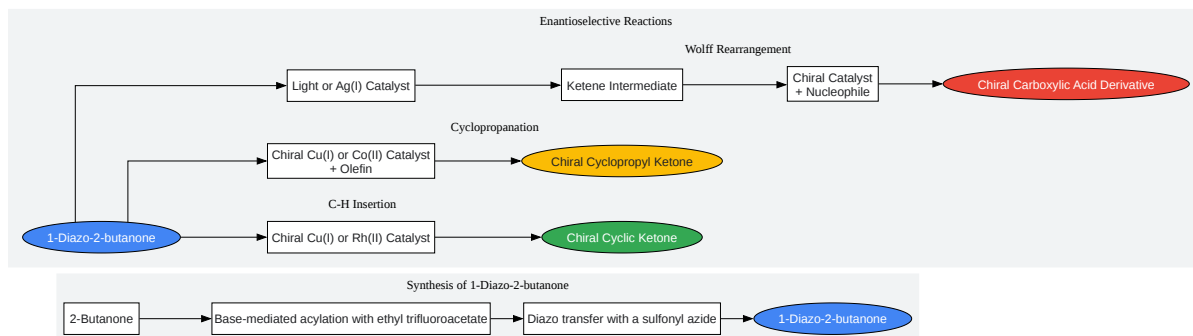 Enantioselective Reactions
Wolff Rearrangement
Light or Ag(I) Catalyst
Ketene Intermediate
Chiral Catalyst
+ Nucleophile
Chiral Carboxylic Acid Derivative
Cyclopropanation
Chiral Cu(I) or Co(II) Catalyst
+ Olefin
Chiral Cyclopropyl Ketone
C-H Insertion
1-Diazo-2-butanone
Chiral Cu(I) or Rh(II) Catalyst
Chiral Cyclic Ketone
Synthesis of 1-Diazo-2-butanone
2-Butanone
Base-mediated acylation with ethyl trifluoroacetate
Diazo transfer with a sulfonyl azide
1-Diazo-2-butanone